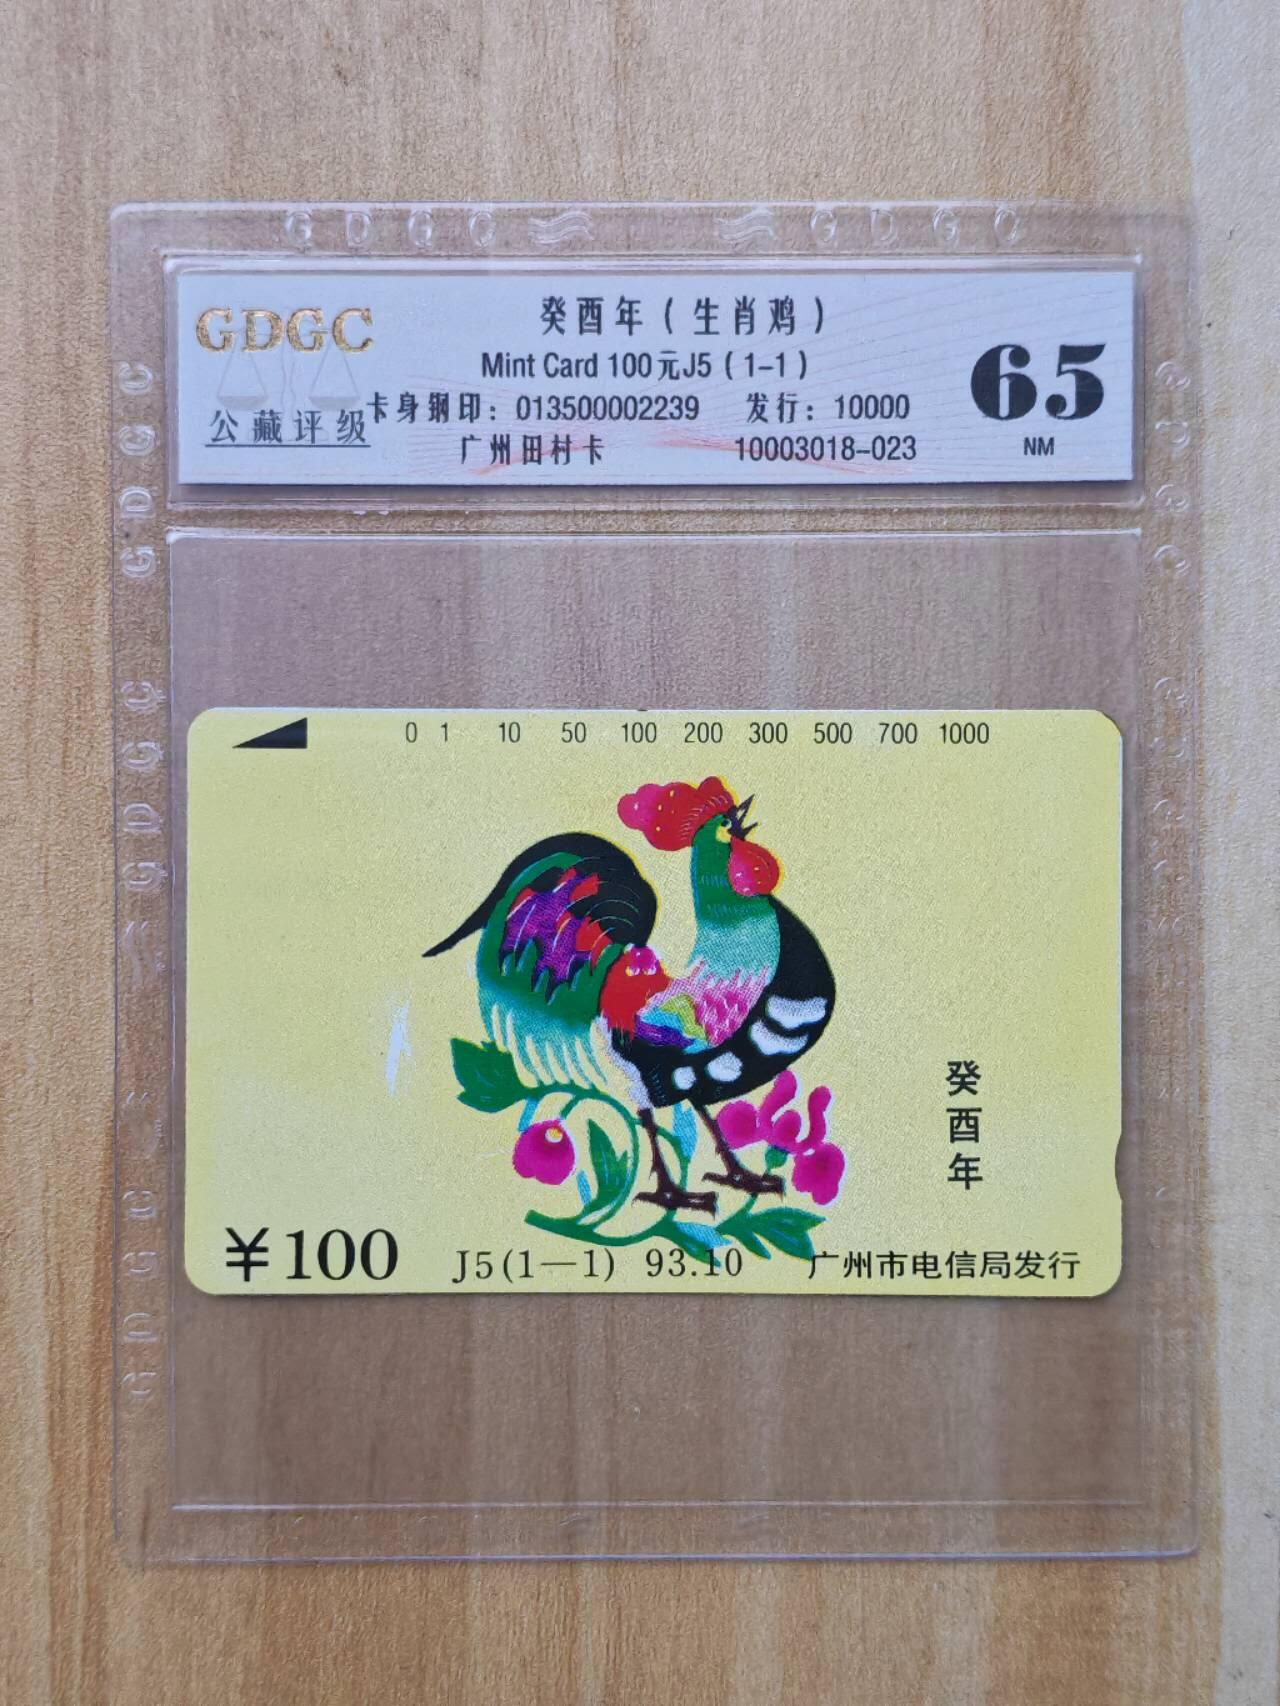 GDGC GDGC
GDGC
公藏评级
癸酉年（生肖鸡）
Mint Card 100元J5（1-1）
卡身钢印：013500002239 发行：10000
广州田村卡 10003018-023
65
NM
0 1 10 50 100 200 300 500 700 1000
癸酉年
¥100
J5(1—1) 93.10
广州市电信局发行